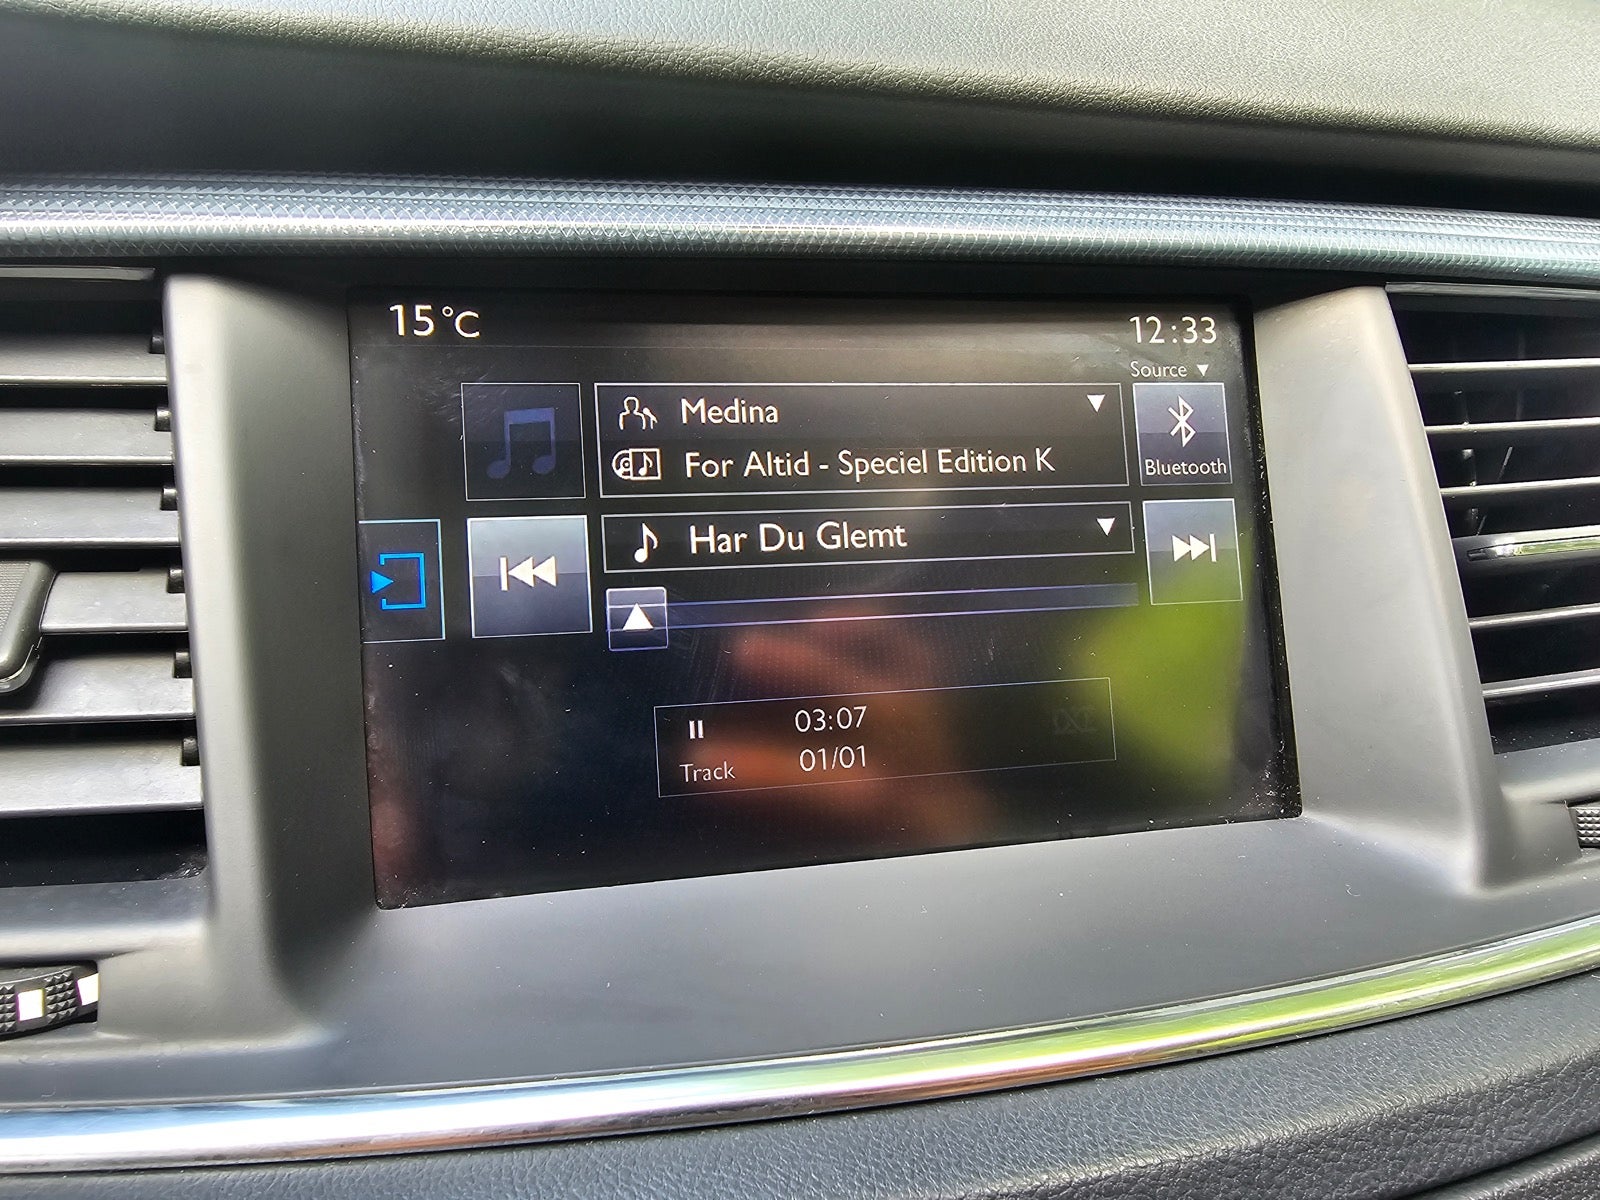 15°C
12:33
Source
Medina
For Altid - Speciel Edition K
Bluetooth
Har Du Glemt
03:07
Track 01/01